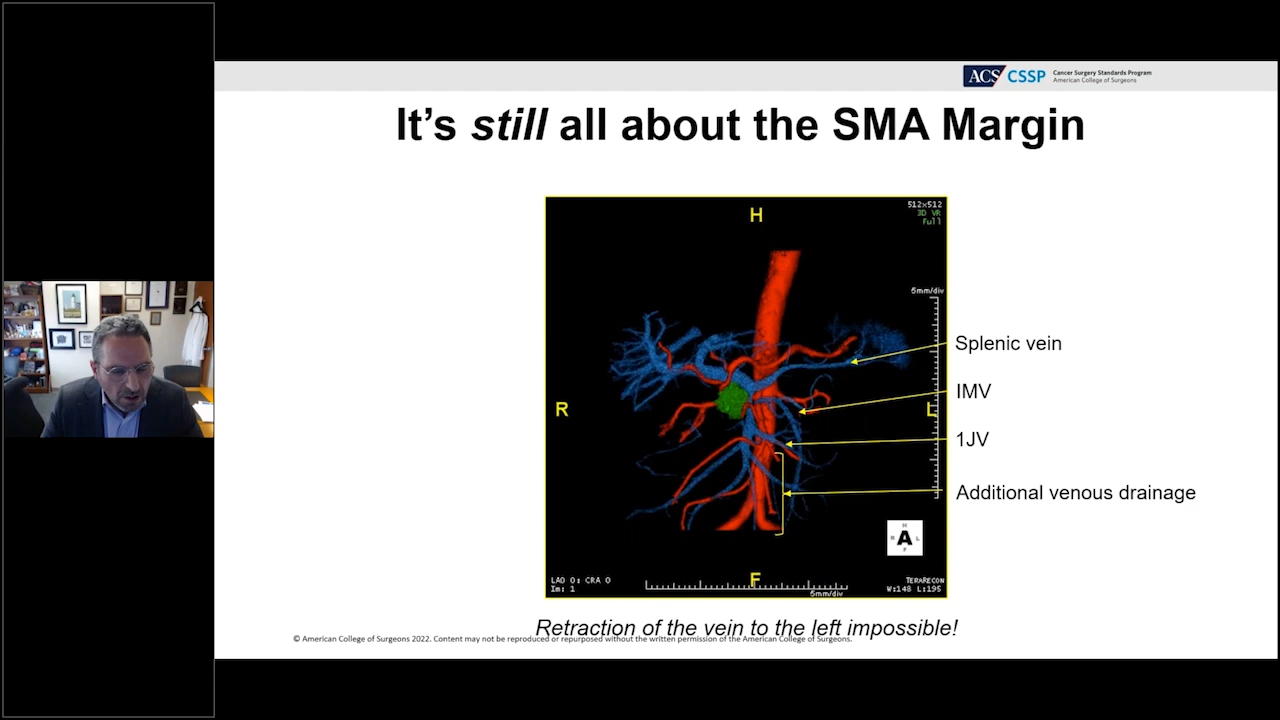 ACS CSSP Cancer Surgery Standards Program
American College of Surgeons
It's still all about the SMA Margin
H
512x512
3D VR
Full
5mm/div
Splenic vein
IMV
R
L
1JV
Additional venous drainage
H
R A L
F
LAO 0: CRA 0
Im: 1
F
5mm/div
TERARECON
W:148 L:195
Retraction of the vein to the left impossible!
© American College of Surgeons 2022. Content may not be reproduced or repurposed without the written permission of the American College of Surgeons.